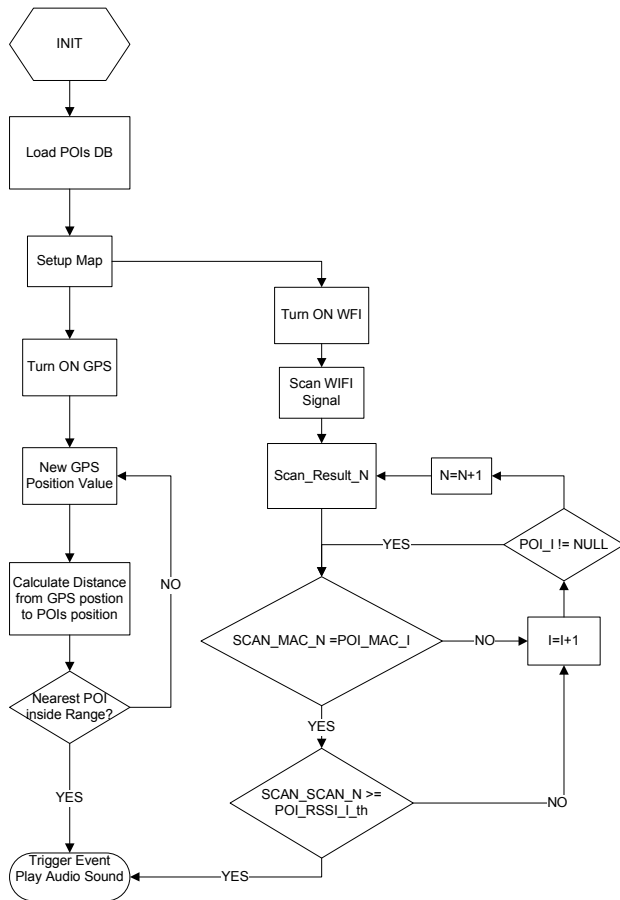 INIT
Load POIs DB
Setup Map
Turn ON GPS
New GPS
Position Value
Calculate Distance
from GPS postion
to POIs position
NO
Nearest POI
inside Range?
YES
Trigger Event
Play Audio Sound
Turn ON WFI
Scan WIFI
Signal
Scan_Result_N
N=N+1
YES
POI_I != NULL
SCAN_MAC_N =POI_MAC_I
NO
I=I+1
YES
SCAN_SCAN_N >=
POI_RSSI_I_th
NO
YES